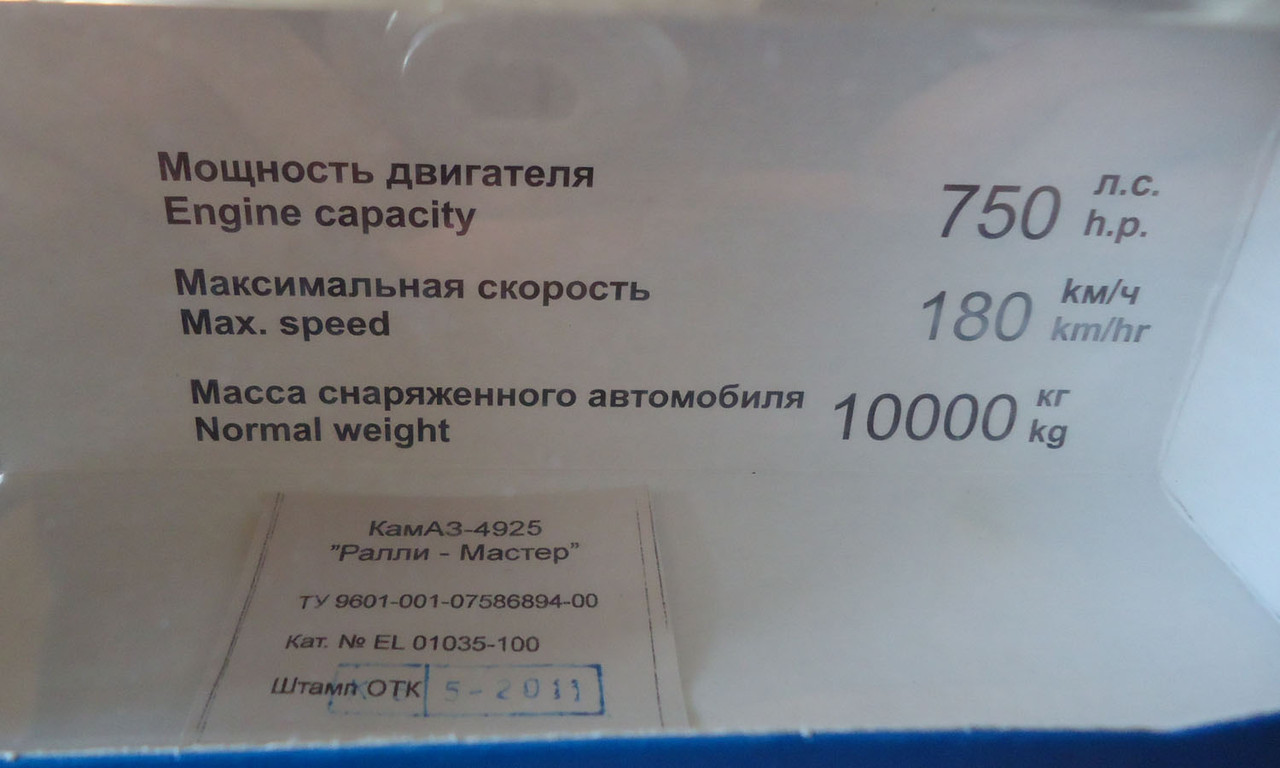 Мощность двигателя
Engine capacity
750 л.с.
h.p.
Максимальная скорость
Max. speed
180 км/ч
km/hr
Масса снаряженного автомобиля
Normal weight
10000 кг
kg
КамАЗ-4925
"Ралли - Мастер"
ТУ 9601-001-07586894-00
Кат. № EL 01035-100
Штамп ОТК 5-2011